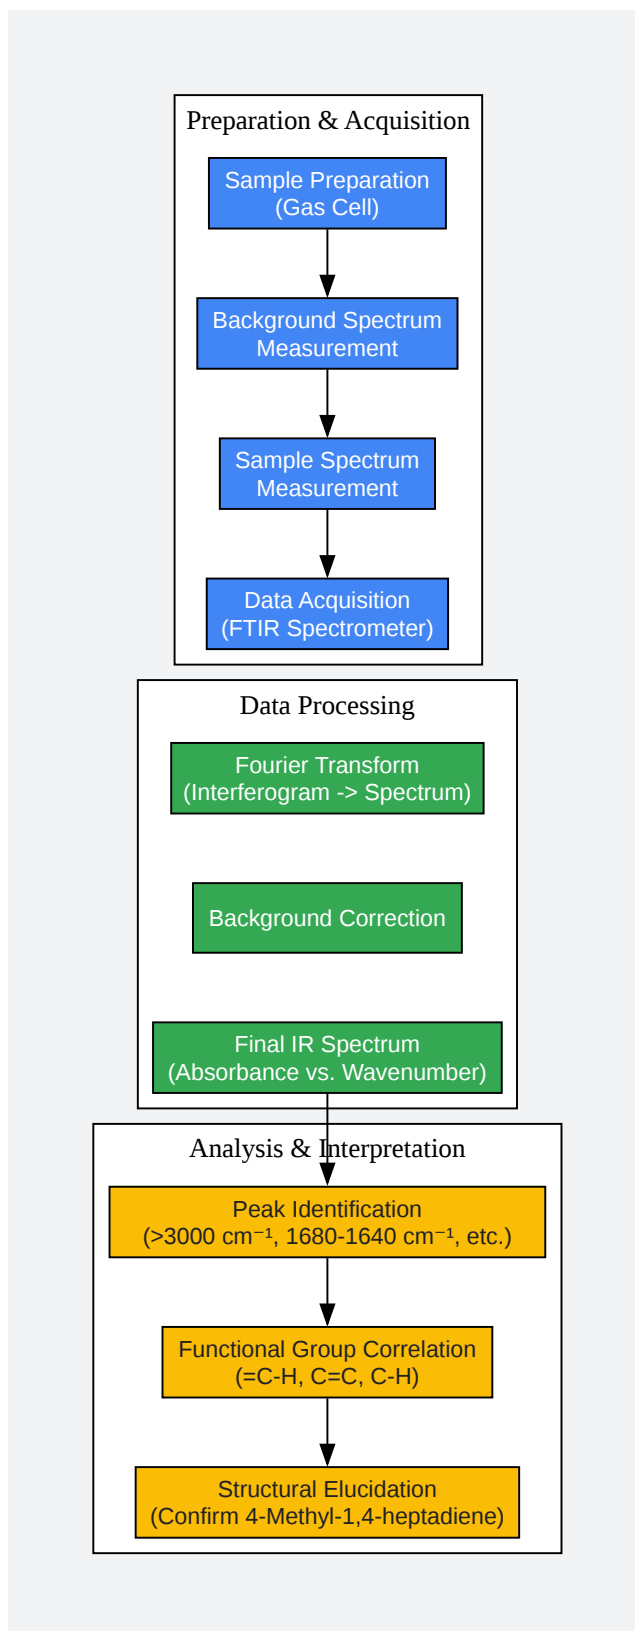 Preparation & Acquisition
Sample Preparation
(Gas Cell)
Background Spectrum
Measurement
Sample Spectrum
Measurement
Data Acquisition
(FTIR Spectrometer)
Data Processing
Fourier Transform
(Interferogram -> Spectrum)
Background Correction
Final IR Spectrum
(Absorbance vs. Wavenumber)
Analysis & Interpretation
Peak Identification
(>3000 cm⁻¹, 1680-1640 cm⁻¹, etc.)
Functional Group Correlation
(=C-H, C=C, C-H)
Structural Elucidation
(Confirm 4-Methyl-1,4-heptadiene)